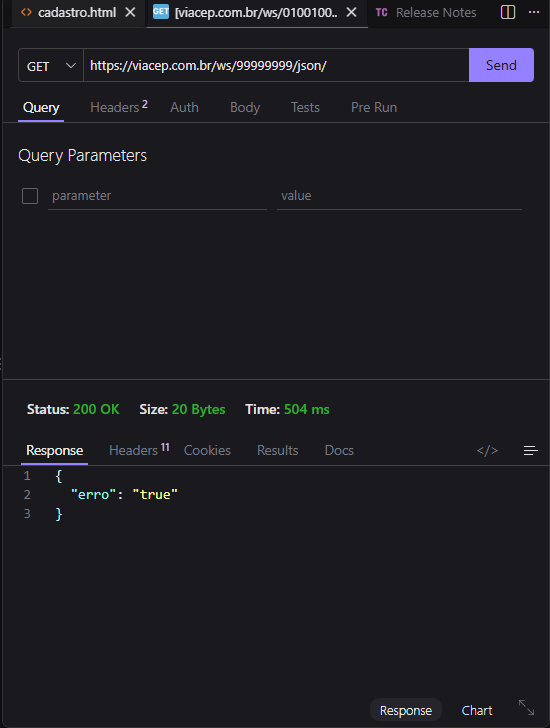 <> cadastro.html ✕ GET [viacep.com.br/ws/0100100.. ✕ TC Release Notes ...
GET https://viacep.com.br/ws/99999999/json/ Send
Query Headers 2 Auth Body Tests Pre Run
Query Parameters
parameter value
Status: 200 OK Size: 20 Bytes Time: 504 ms
Response Headers 11 Cookies Results Docs </>
1 {
2 "erro": "true"
3 }
Response Chart